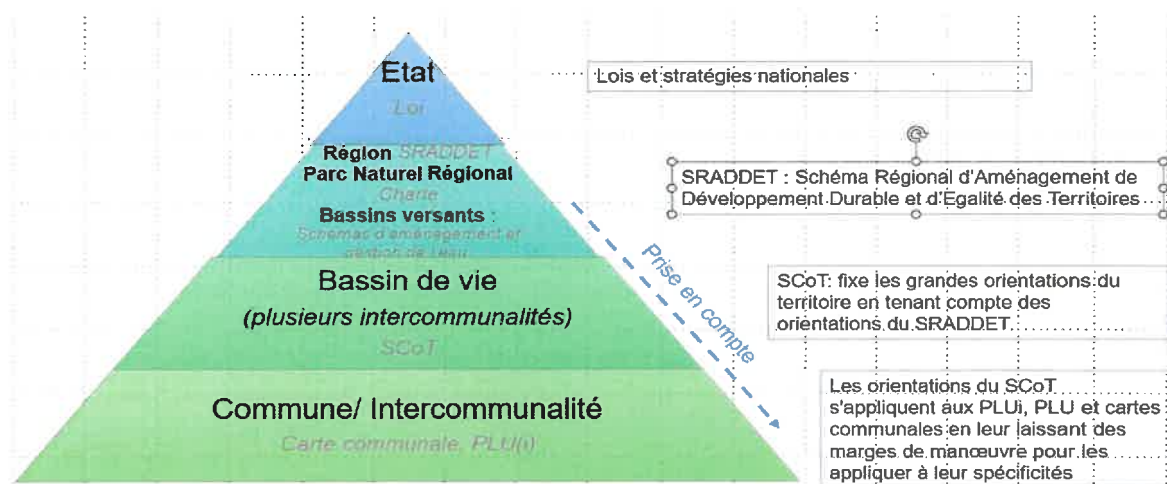 Etat
Loi
Lois et stratégies nationales
Région SRADDET
Parc Naturel Régional
Charte
Bassins versants :
Schémas d'aménagement et
gestion de l'eau
SRADDET : Schéma Régional d'Aménagement de
Développement Durable et d'Egalité des Territoires
Prise en compte
Bassin de vie
(plusieurs intercommunalités)
SCoT
SCoT: fixe les grandes orientations du
territoire en tenant compte des
orientations du SRADDET
Commune/ Intercommunalité
Carte communale, PLU(i)
Les orientations du SCoT
s'appliquent aux PLUi, PLU et cartes
communales en leur laissant des
marges de manœuvre pour les
appliquer à leur spécificités